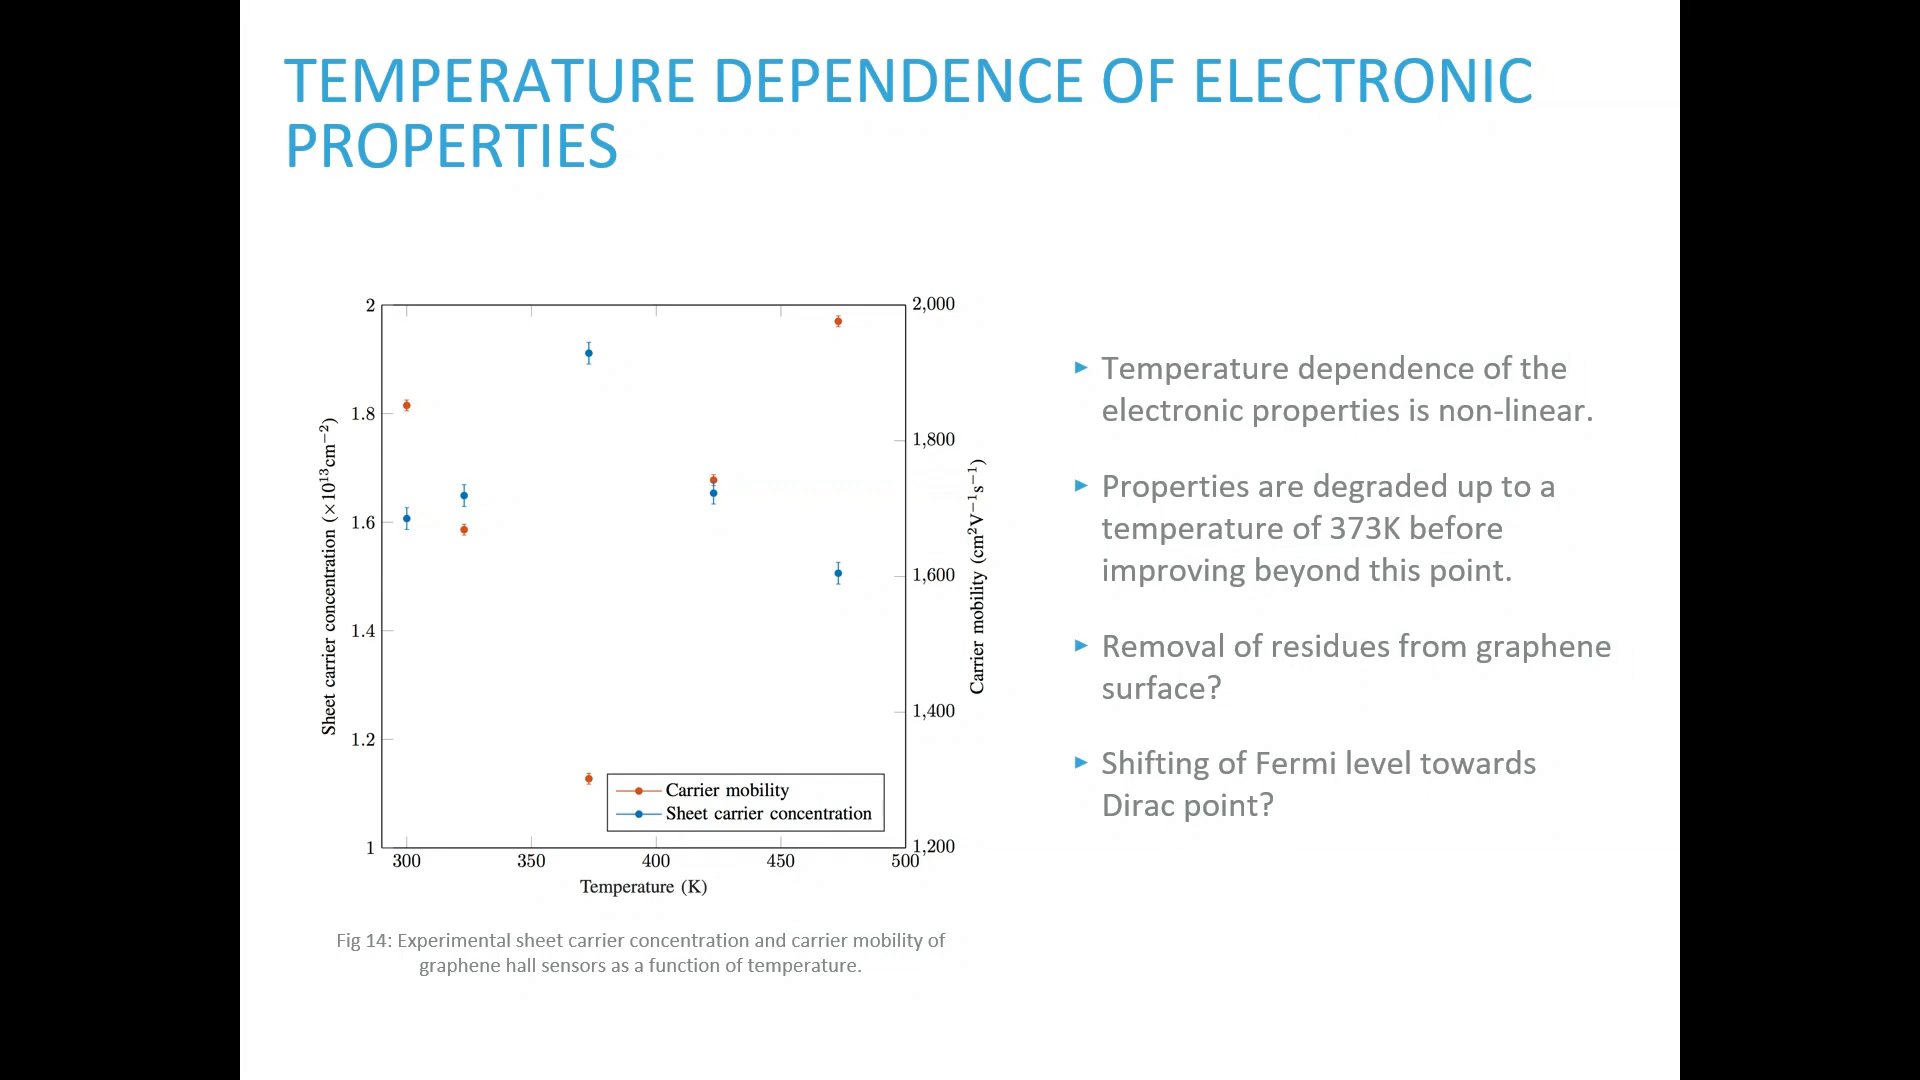 TEMPERATURE DEPENDENCE OF ELECTRONIC
PROPERTIES
2
1.8
1.6
1.4
1.2
1
Sheet carrier concentration (×10¹³cm⁻²)
2,000
1,800
1,600
1,400
1,200
Carrier mobility (cm²V⁻¹s⁻¹)
Carrier mobility
Sheet carrier concentration
300 350 400 450 500
Temperature (K)
Fig 14: Experimental sheet carrier concentration and carrier mobility of
graphene hall sensors as a function of temperature.
Temperature dependence of the
electronic properties is non-linear.
Properties are degraded up to a
temperature of 373K before
improving beyond this point.
Removal of residues from graphene
surface?
Shifting of Fermi level towards
Dirac point?